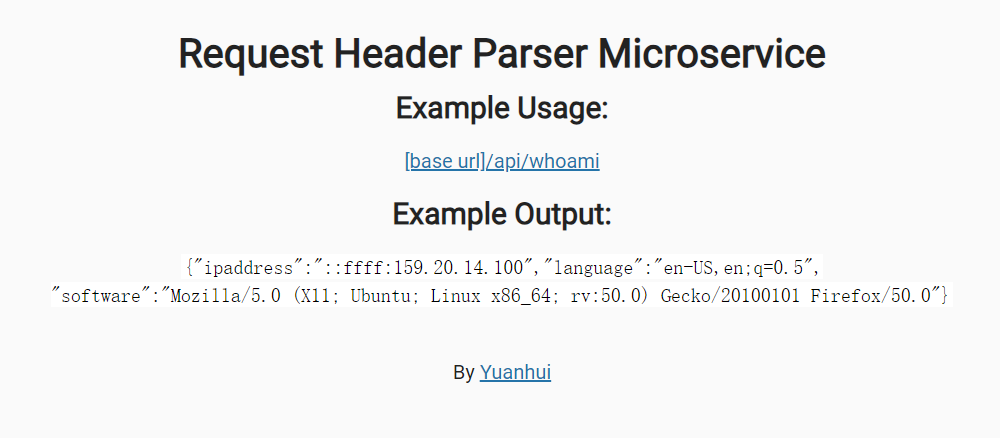 Request Header Parser Microservice
Example Usage:
[base url]/api/whoami
Example Output:
{"ipaddress":"::ffff:159.20.14.100","language":"en-US,en;q=0.5",
"software":"Mozilla/5.0 (X11; Ubuntu; Linux x86_64; rv:50.0) Gecko/20100101 Firefox/50.0"}
By Yuanhui